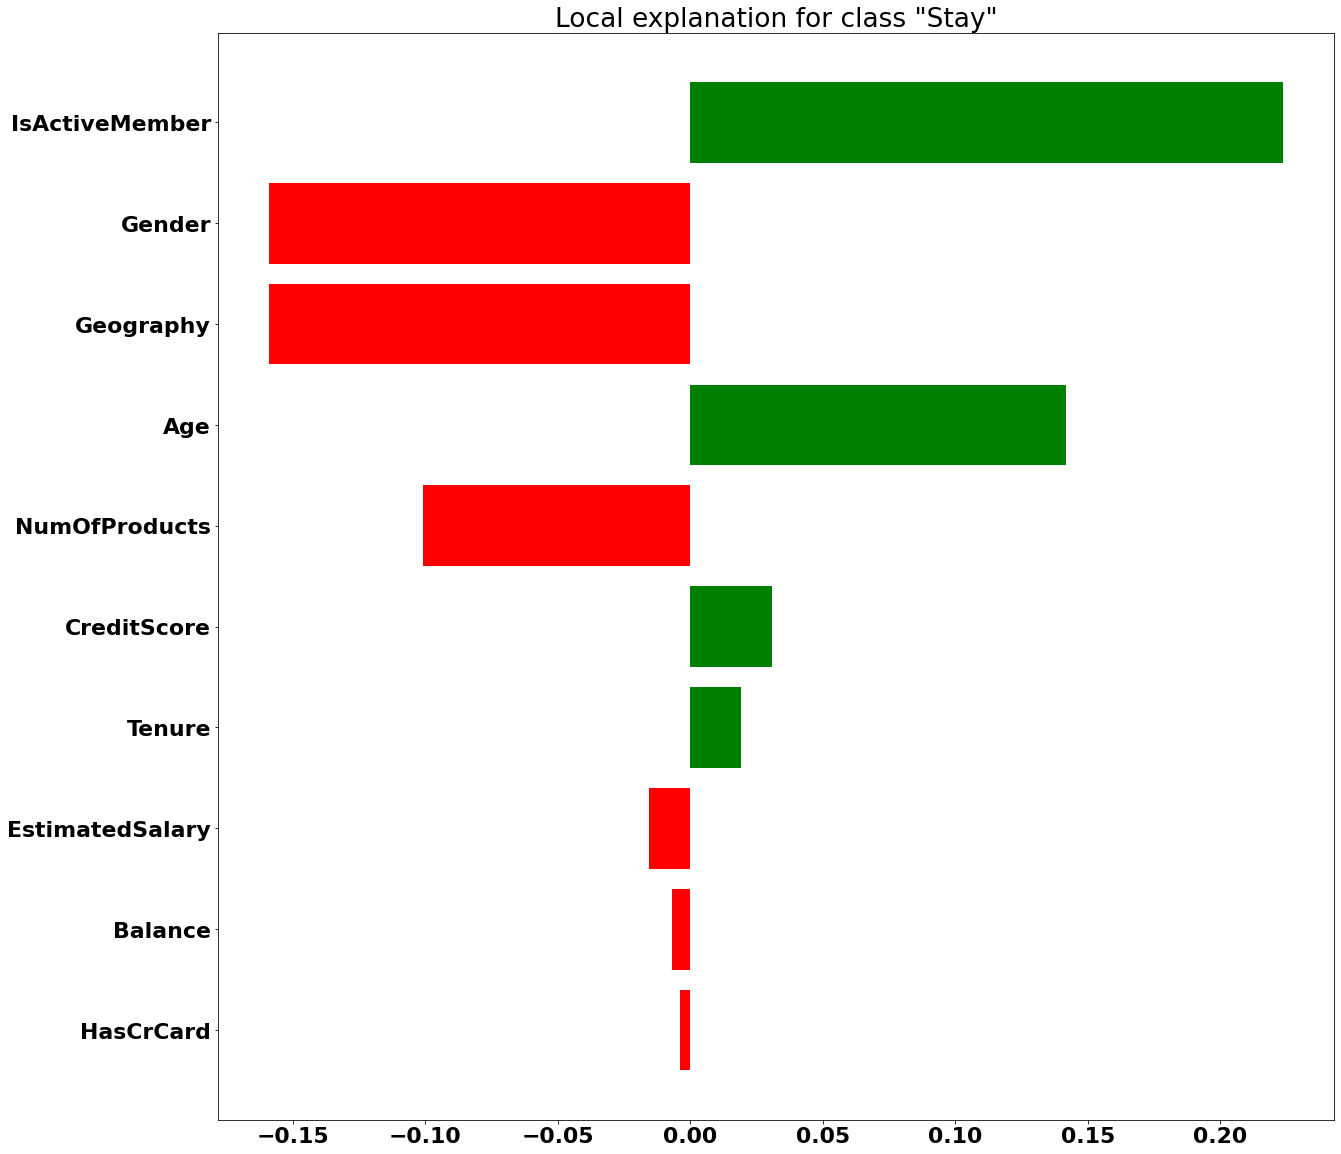 Local explanation for class "Stay"
IsActiveMember
Gender
Geography
Age
NumOfProducts
CreditScore
Tenure
EstimatedSalary
Balance
HasCrCard
−0.15 −0.10 −0.05 0.00 0.05 0.10 0.15 0.20